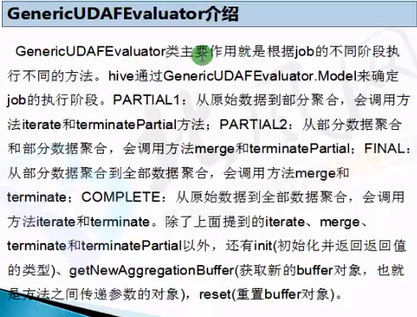 GenericUDAFEvaluator介绍
GenericUDAFEvaluator类主要作用就是根据job的不同阶段执
行不同的方法。hive通过GenericUDAFEvaluator.Model来确定
job的执行阶段。PARTIAL1：从原始数据到部分聚合，会调用方
法iterate和terminatePartial方法；PARTIAL2：从部分数据聚合
和部分数据聚合，会调用方法merge和terminatePartial；FINAL：
从部分数据聚合到全部数据聚合，会调用方法merge和
terminate；COMPLETE：从原始数据到全部数据聚合，会调用
方法iterate和terminate。除了上面提到的iterate、merge、
terminate和terminatePartial以外，还有init(初始化并返回返回值
的类型)、getNewAggregationBuffer(获取新的buffer对象，也就
是方法之间传递参数的对象)，reset(重置buffer对象)。